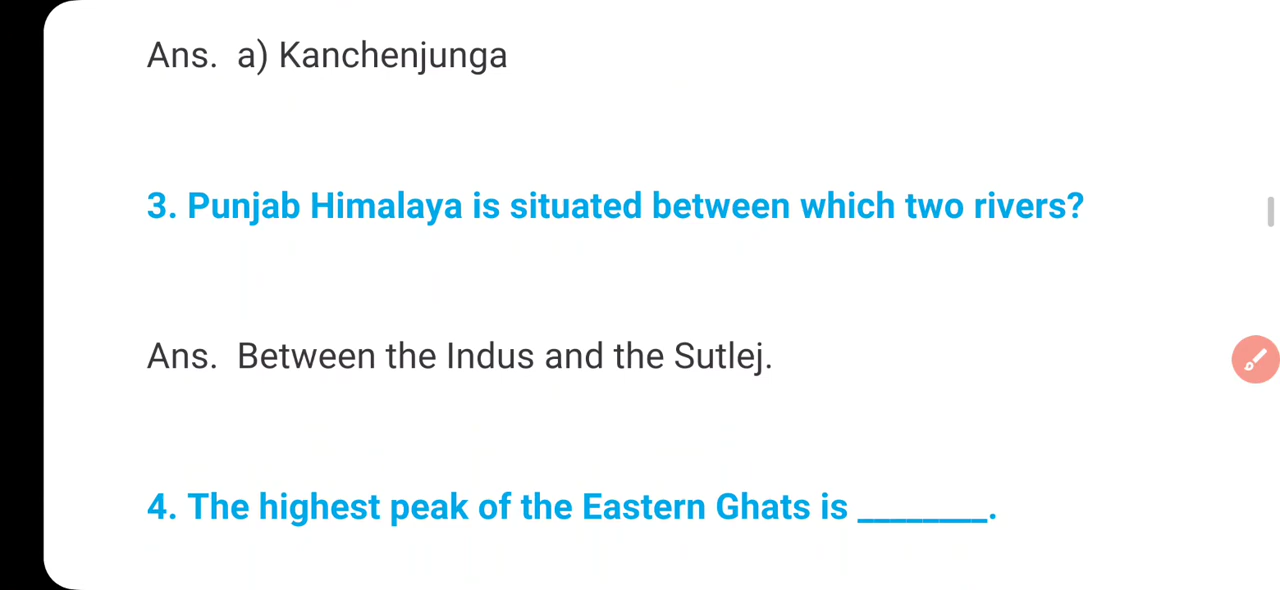 Ans. a) Kanchenjunga
3. Punjab Himalaya is situated between which two rivers?
Ans. Between the Indus and the Sutlej.
4. The highest peak of the Eastern Ghats is ________.